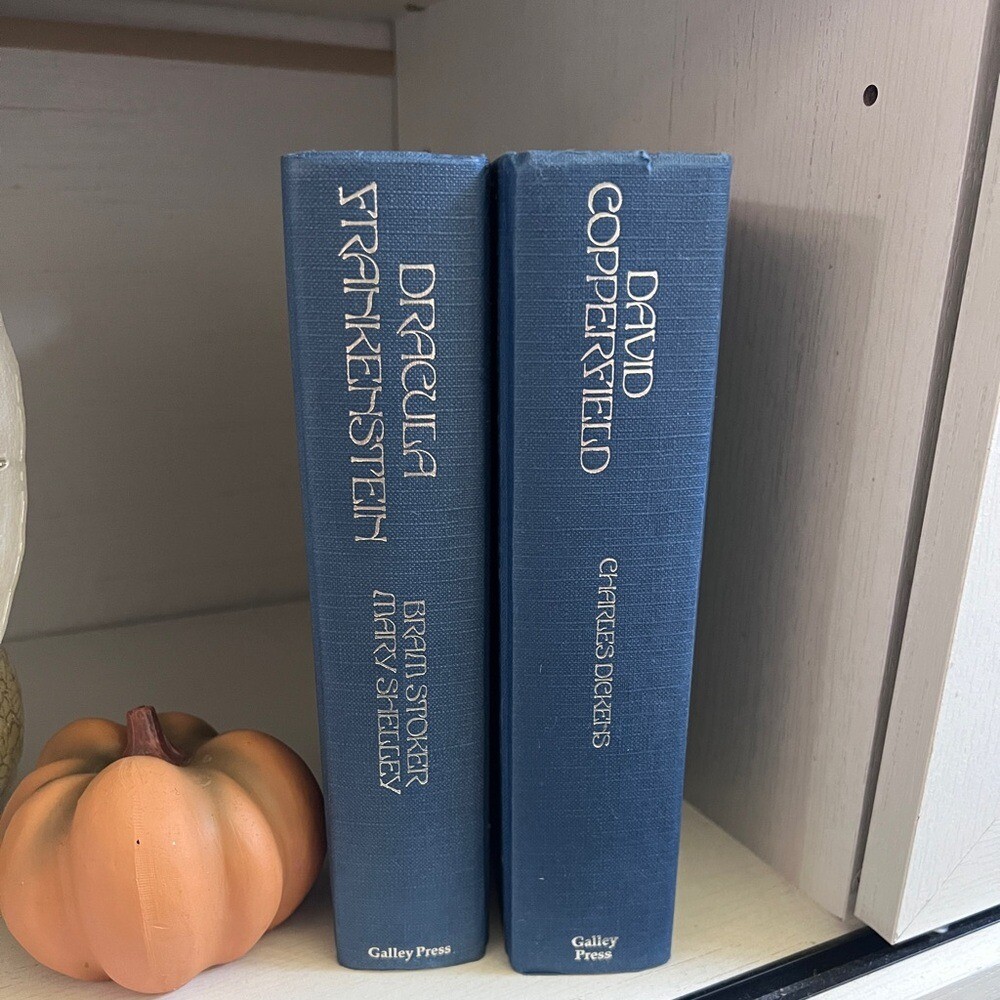 DRACULA
FRANKENSTEIN
BRAM STOKER
MARY SHELLEY
Galley Press
DAVID
COPPERFIELD
CHARLES DICKENS
Galley
Press